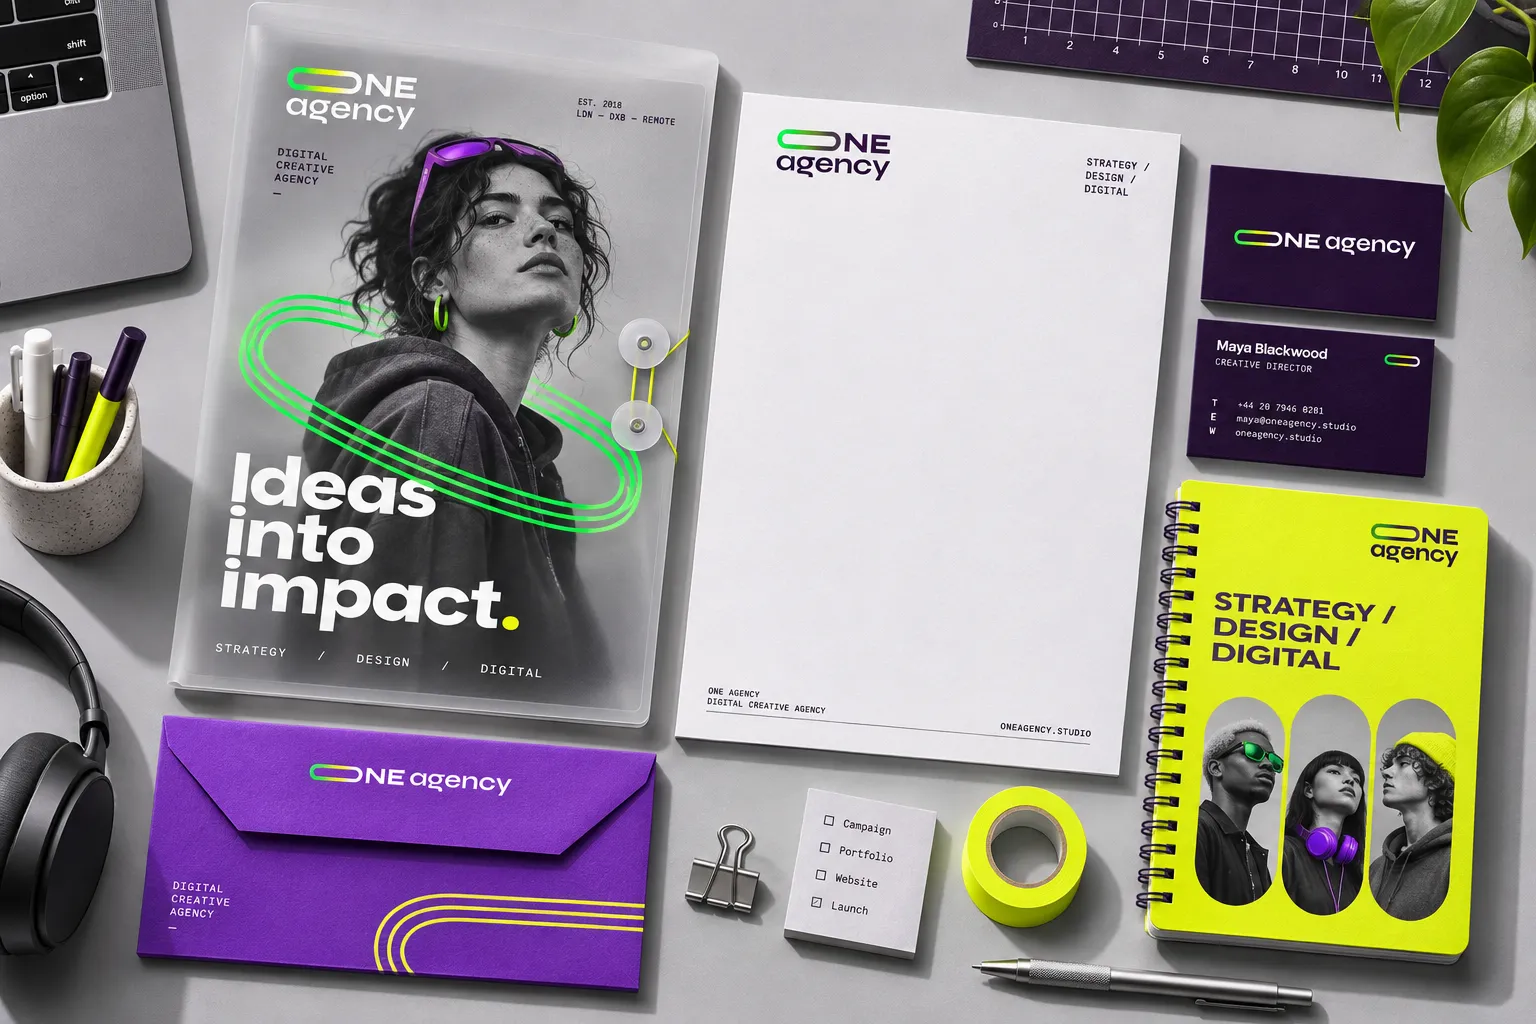 shift
option
ONE
agency
EST. 2018
LDN – DXB – REMOTE
DIGITAL
CREATIVE
AGENCY
–
Ideas
into
impact.
STRATEGY / DESIGN / DIGITAL
ONE
agency
STRATEGY /
DESIGN /
DIGITAL
ONE AGENCY
DIGITAL CREATIVE AGENCY
ONEAGENCY.STUDIO
0
1 2 4 5 6 7 8 10 11 12
ONE agency
Maya Blackwood
CREATIVE DIRECTOR
T +44 20 7946 0281
E maya@oneagency.studio
W oneagency.studio
ONE
agency
STRATEGY /
DESIGN /
DIGITAL
ONE agency
DIGITAL
CREATIVE
AGENCY
–
Campaign
Portfolio
Website
Launch